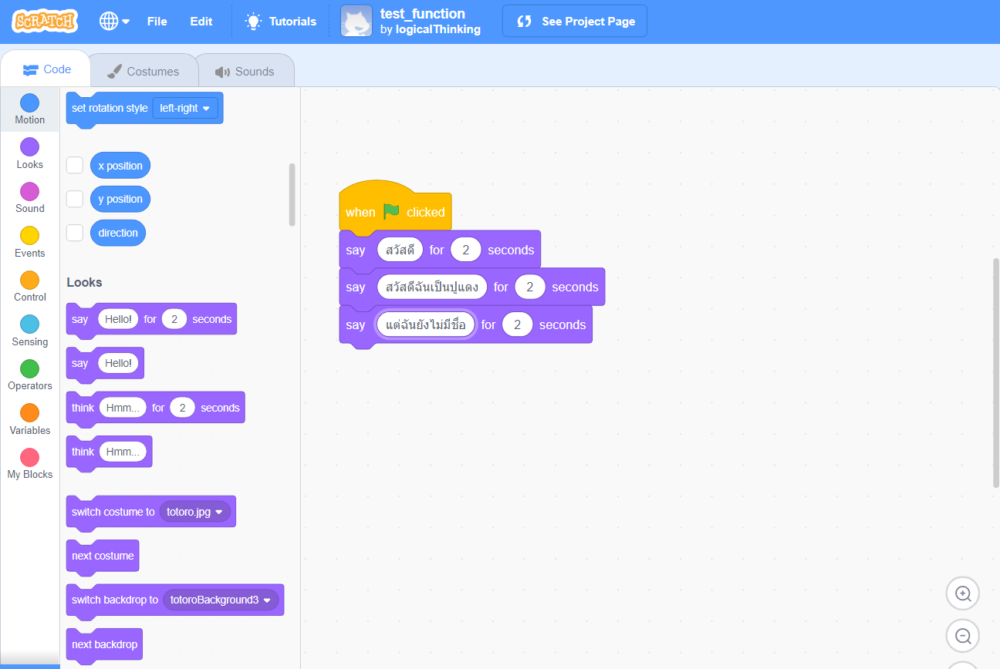 SCRATCH File Edit Tutorials test_function by logicalThinking See Project Page
Code Costumes Sounds
Motion
Looks
Sound
Events
Control
Sensing
Operators
Variables
My Blocks
set rotation style left-right
x position
y position
direction
Looks
say Hello! for 2 seconds
say Hello!
think Hmm... for 2 seconds
think Hmm...
switch costume to totoro.jpg
next costume
switch backdrop to totoroBackground3
next backdrop
when clicked
say สวัสดี for 2 seconds
say สวัสดีฉันเป็นปูแดง for 2 seconds
say แต่ฉันยังไม่มีชื่อ for 2 seconds